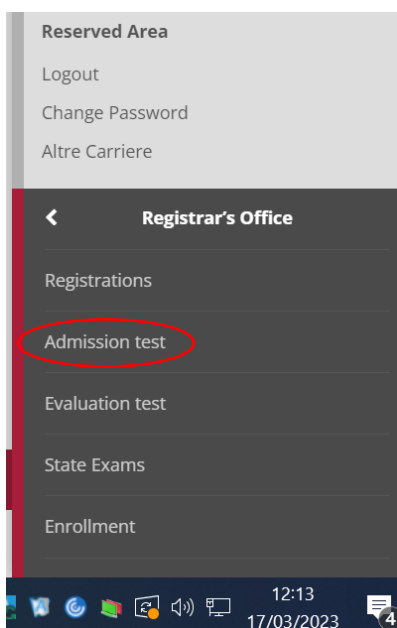 Reserved Area
Logout
Change Password
Altre Carriere
Registrar's Office
Registrations
Admission test
Evaluation test
State Exams
Enrollment
12:13
17/03/2023
4